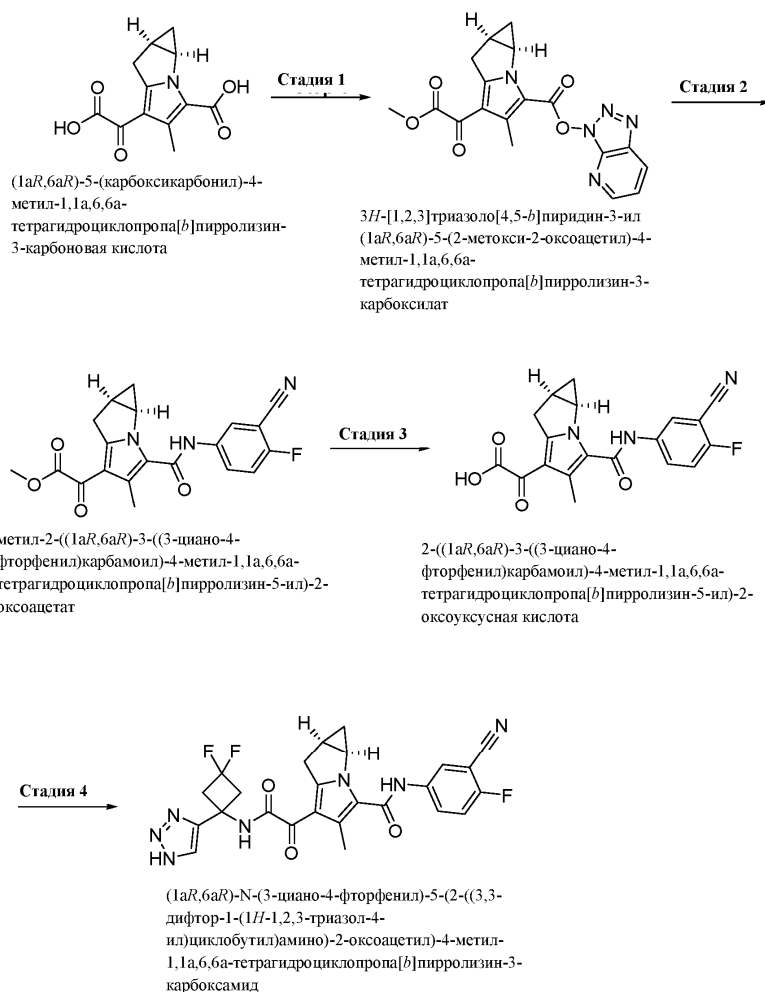 Стадия 1
Стадия 2
(1aR,6aR)-5-(карбоксикарбонил)-4-
метил-1,1a,6,6a-
тетрагидроциклопропа[b]пирролизин-
3-карбоновая кислота
3H-[1,2,3]триазоло[4,5-b]пиридин-3-ил
(1aR,6aR)-5-(2-метокси-2-оксоацетил)-4-
метил-1,1a,6,6a-
тетрагидроциклопропа[b]пирролизин-3-
карбоксилат
Стадия 3
метил-2-((1aR,6aR)-3-((3-циано-4-
фторфенил)карбамоил)-4-метил-1,1a,6,6a-
тетрагидроциклопропа[b]пирролизин-5-ил)-2-
оксоацетат
2-((1aR,6aR)-3-((3-циано-4-
фторфенил)карбамоил)-4-метил-1,1a,6,6a-
тетрагидроциклопропа[b]пирролизин-5-ил)-2-
оксоуксусная кислота
Стадия 4
(1aR,6aR)-N-(3-циано-4-фторфенил)-5-(2-((3,3-
дифтор-1-(1H-1,2,3-триазол-4-
ил)циклобутил)амино)-2-оксоацетил)-4-метил-
1,1a,6,6a-тетрагидроциклопропа[b]пирролизин-3-
карбоксамид